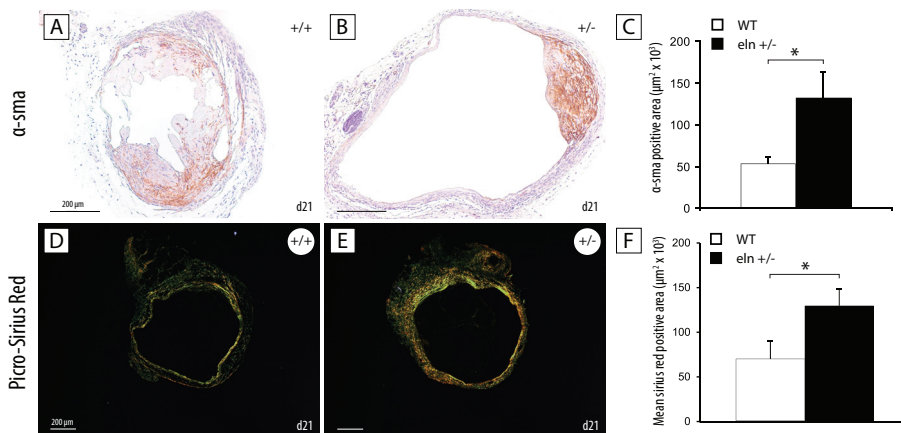 A
+/+
α-sma
200 μm
d21
B
+/-
d21
C
WT
eln +/-
α-sma positive area (μm² x 10³)
200
150
100
50
0
*
D
+/+
Picro-Sirius Red
200 μm
d21
E
+/-
d21
F
WT
eln +/-
Mean sirius red positive area (μm² x 10³)
200
150
100
50
0
*